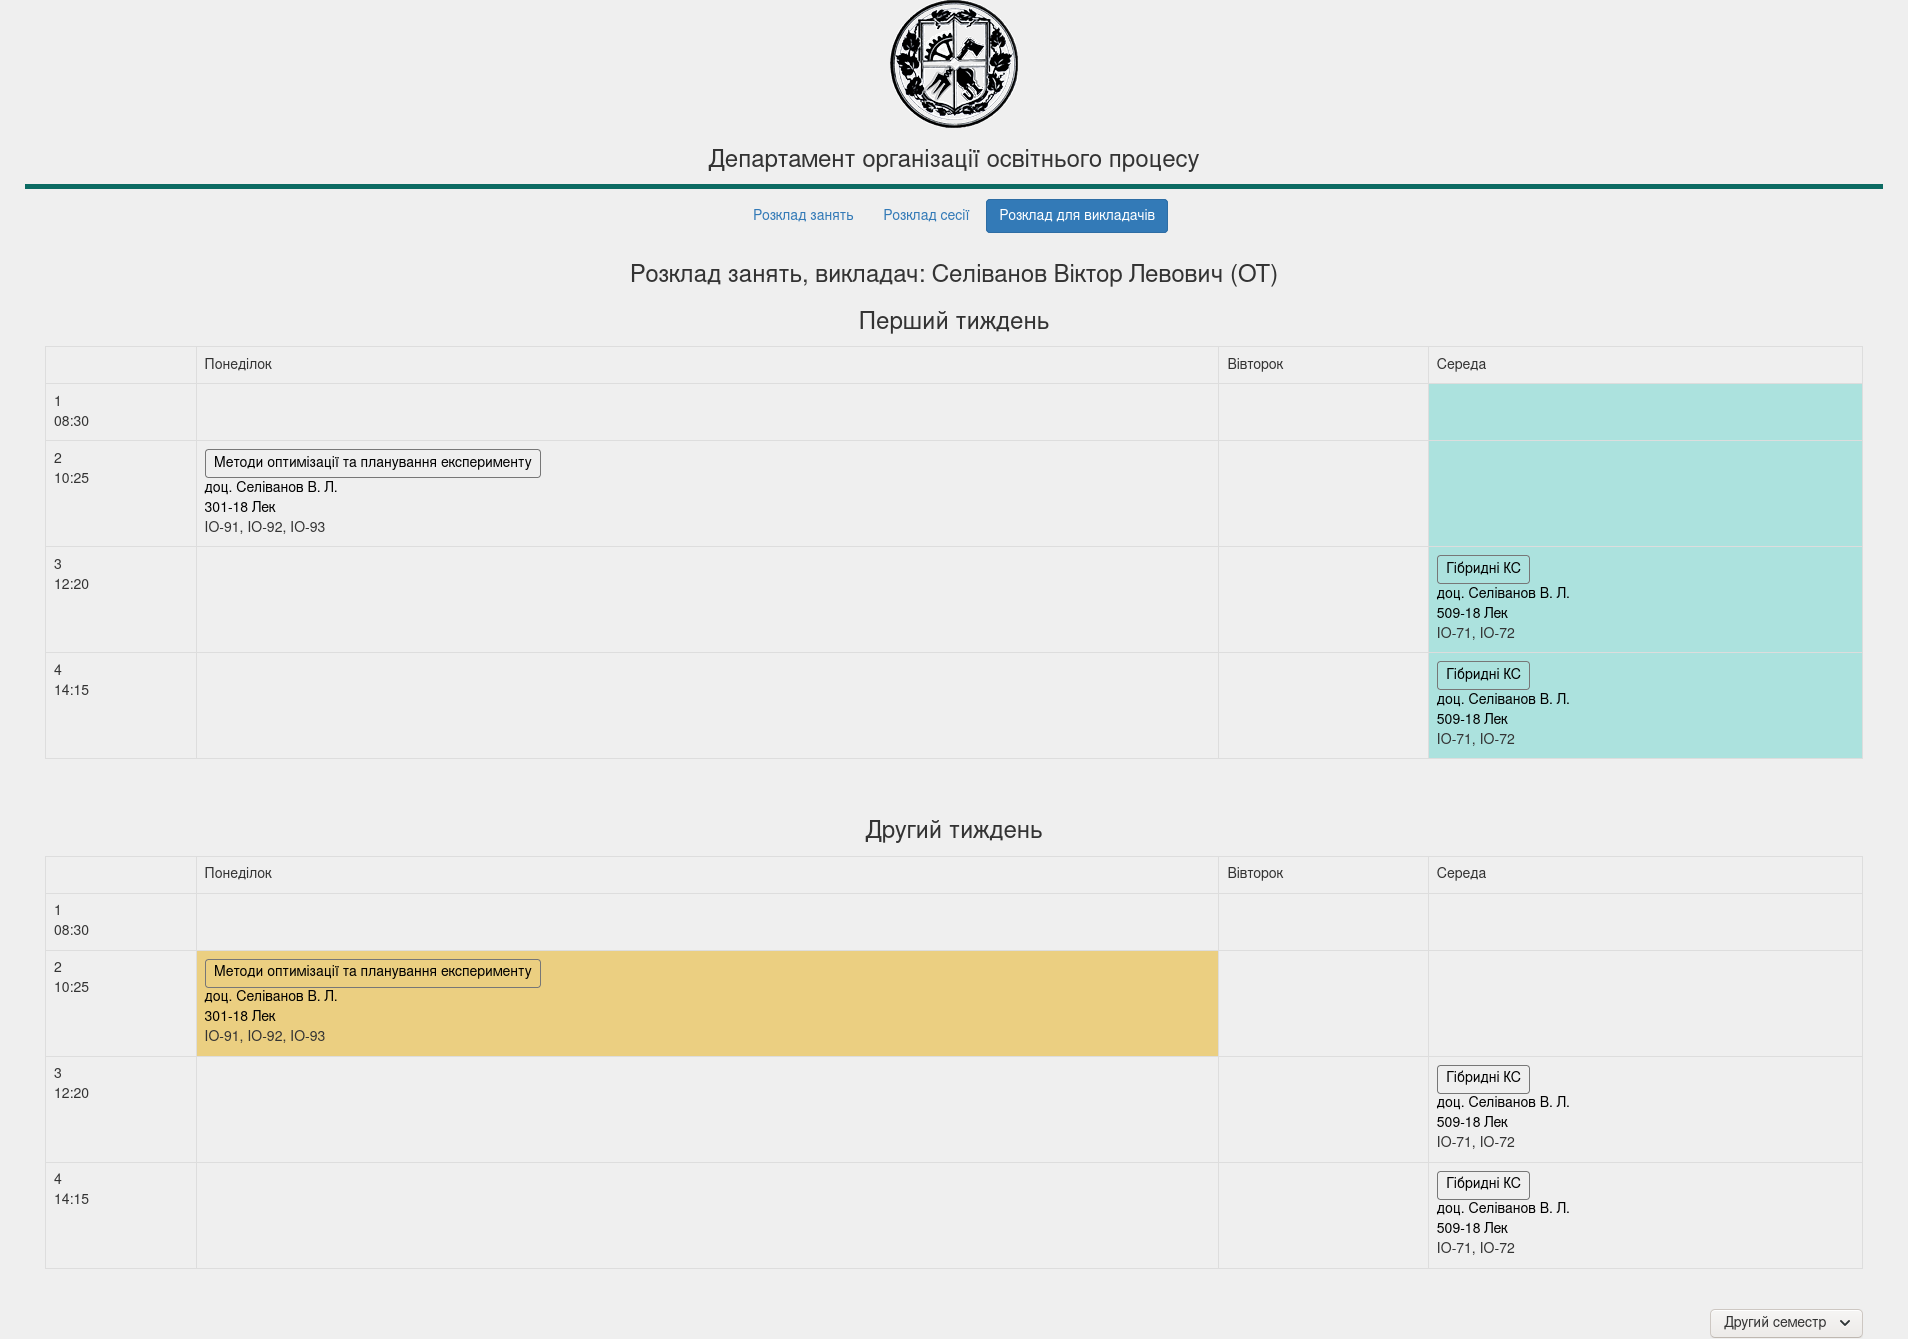 Департамент організації освітнього процесу
Розклад занять Розклад сесії Розклад для викладачів
Розклад занять, викладач: Селіванов Віктор Левович (ОТ)
Перший тиждень
Понеділок Вівторок Середа
1
08:30
2
10:25
Методи оптимізації та планування експерименту
доц. Селіванов В. Л.
301-18 Лек
ІО-91, ІО-92, ІО-93
3
12:20
Гібридні КС
доц. Селіванов В. Л.
509-18 Лек
ІО-71, ІО-72
4
14:15
Гібридні КС
доц. Селіванов В. Л.
509-18 Лек
ІО-71, ІО-72
Другий тиждень
Понеділок Вівторок Середа
1
08:30
2
10:25
Методи оптимізації та планування експерименту
доц. Селіванов В. Л.
301-18 Лек
ІО-91, ІО-92, ІО-93
3
12:20
Гібридні КС
доц. Селіванов В. Л.
509-18 Лек
ІО-71, ІО-72
4
14:15
Гібридні КС
доц. Селіванов В. Л.
509-18 Лек
ІО-71, ІО-72
Другий семестр